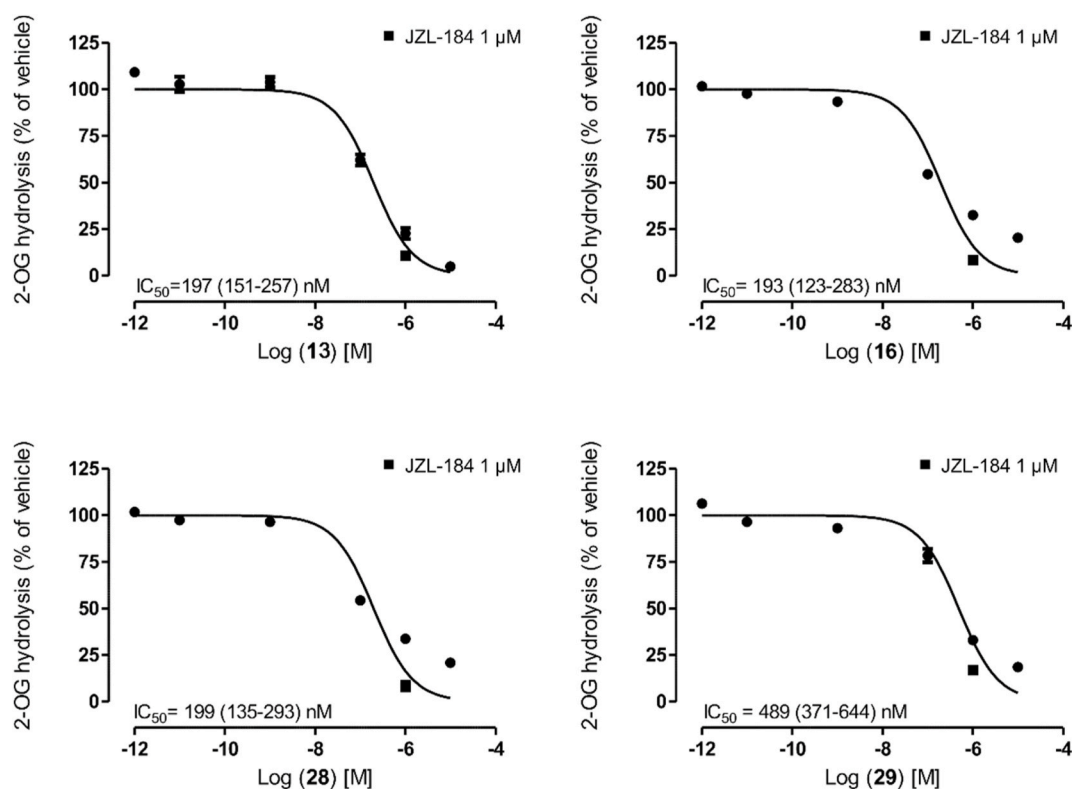 JZL-184 1 µM
2-OG hydrolysis (% of vehicle)
125
100
75
50
25
0
IC50=197 (151-257) nM
-12 -10 -8 -6 -4
Log (13) [M]
JZL-184 1 µM
2-OG hydrolysis (% of vehicle)
125
100
75
50
25
0
IC50= 193 (123-283) nM
-12 -10 -8 -6 -4
Log (16) [M]
JZL-184 1 µM
2-OG hydrolysis (% of vehicle)
125
100
75
50
25
0
IC50= 199 (135-293) nM
-12 -10 -8 -6 -4
Log (28) [M]
JZL-184 1 µM
2-OG hydrolysis (% of vehicle)
125
100
75
50
25
0
IC50 = 489 (371-644) nM
-12 -10 -8 -6 -4
Log (29) [M]